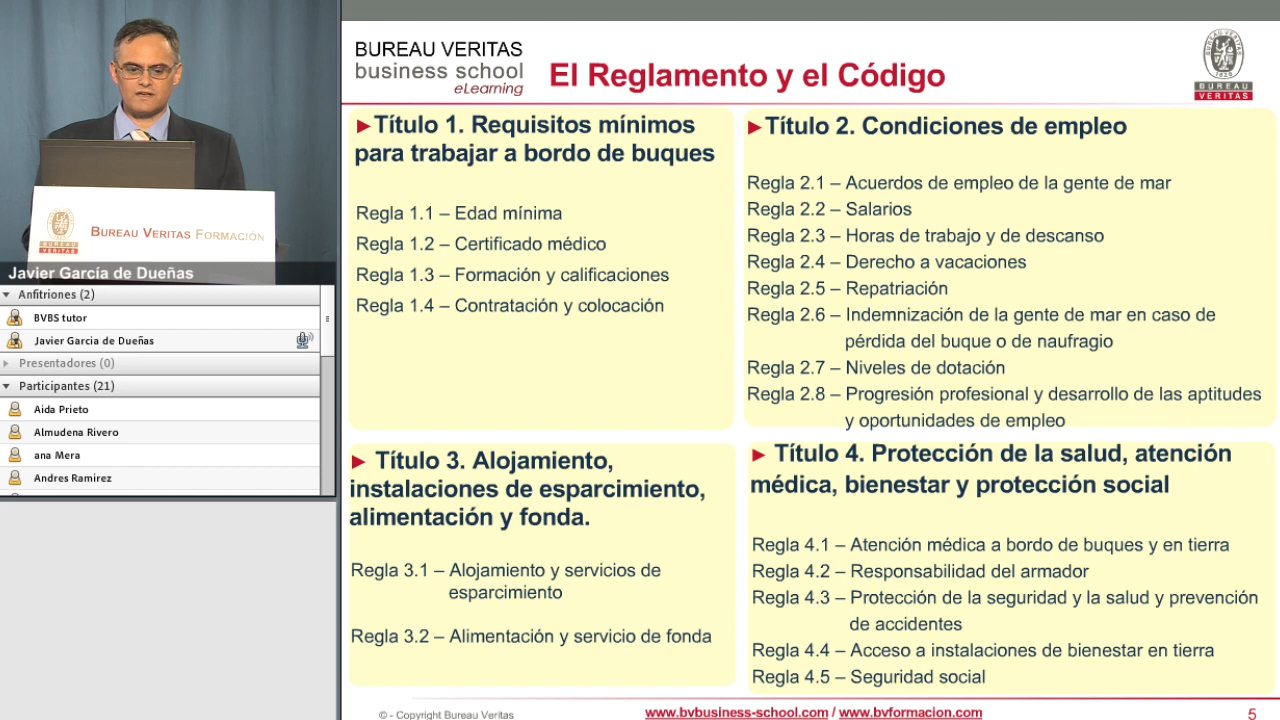 BUREAU VERITAS
business school
eLearning
El Reglamento y el Código
BUREAU
VERITAS
1828
BUREAU VERITAS FORMACIÓN
BUREAU
VERITAS
Javier García de Dueñas
Anfitriones (2)
BVBS tutor
Javier Garcia de Dueñas
Presentadores (0)
Participantes (21)
Aida Prieto
Almudena Rivero
ana Mera
Andres Ramirez
►Título 1. Requisitos mínimos
para trabajar a bordo de buques
Regla 1.1 – Edad mínima
Regla 1.2 – Certificado médico
Regla 1.3 – Formación y calificaciones
Regla 1.4 – Contratación y colocación
►Título 2. Condiciones de empleo
Regla 2.1 – Acuerdos de empleo de la gente de mar
Regla 2.2 – Salarios
Regla 2.3 – Horas de trabajo y de descanso
Regla 2.4 – Derecho a vacaciones
Regla 2.5 – Repatriación
Regla 2.6 – Indemnización de la gente de mar en caso de
pérdida del buque o de naufragio
Regla 2.7 – Niveles de dotación
Regla 2.8 – Progresión profesional y desarrollo de las aptitudes
y oportunidades de empleo
► Título 3. Alojamiento,
instalaciones de esparcimiento,
alimentación y fonda.
Regla 3.1 – Alojamiento y servicios de
esparcimiento
Regla 3.2 – Alimentación y servicio de fonda
► Título 4. Protección de la salud, atención
médica, bienestar y protección social
Regla 4.1 – Atención médica a bordo de buques y en tierra
Regla 4.2 – Responsabilidad del armador
Regla 4.3 – Protección de la seguridad y la salud y prevención
de accidentes
Regla 4.4 – Acceso a instalaciones de bienestar en tierra
Regla 4.5 – Seguridad social
© - Copyright Bureau Veritas
www.bvbusiness-school.com / www.bvformacion.com
5